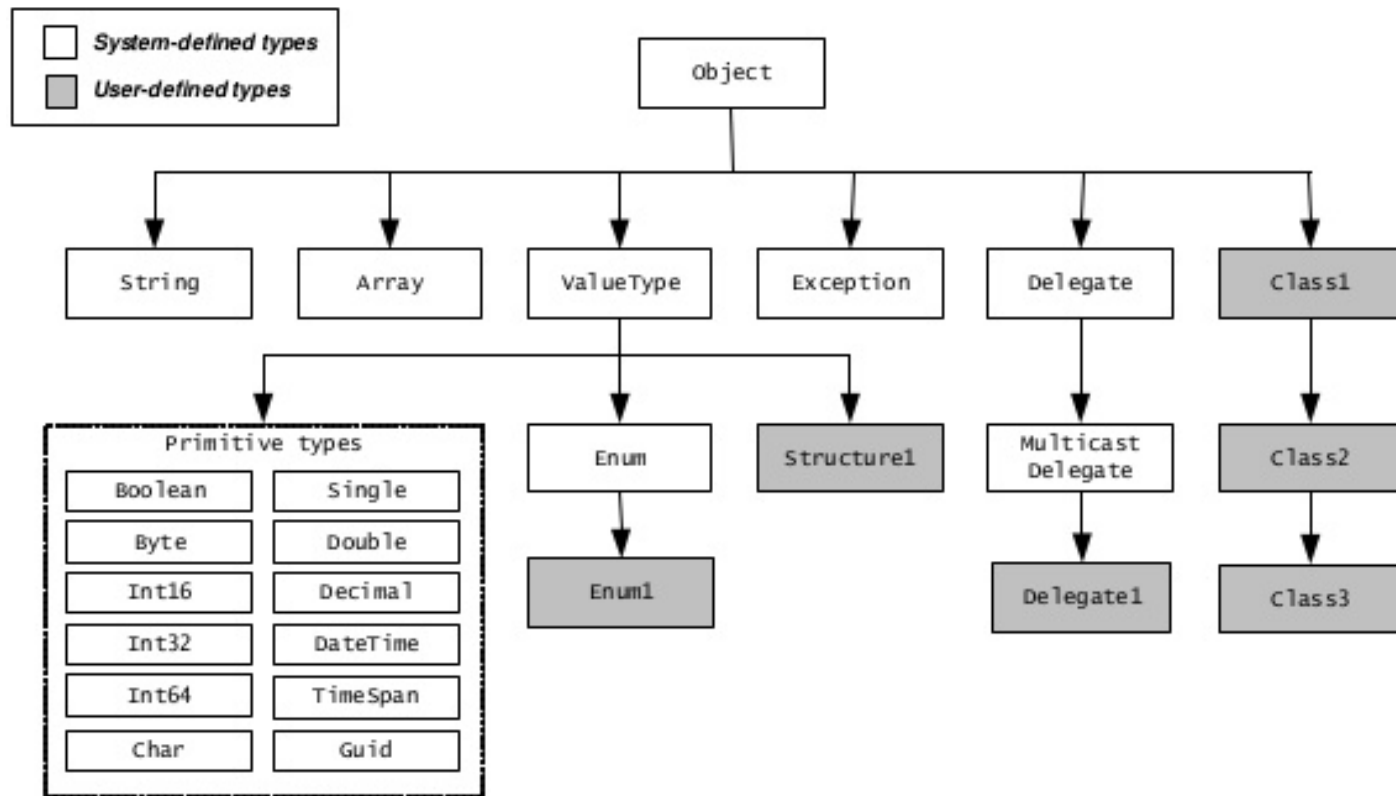 System-defined types
User-defined types
Object
String
Array
ValueType
Exception
Delegate
Class1
Primitive types
Boolean
Single
Byte
Double
Int16
Decimal
Int32
DateTime
Int64
TimeSpan
Char
Guid
Enum
Structure1
Multicast
Delegate
Class2
Enum1
Delegate1
Class3